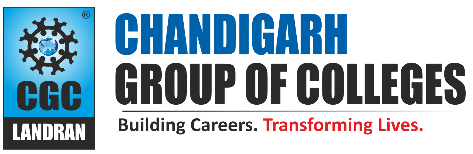 ®
CGC
LANDRAN
CHANDIGARH
GROUP OF COLLEGES
Building Careers. Transforming Lives.